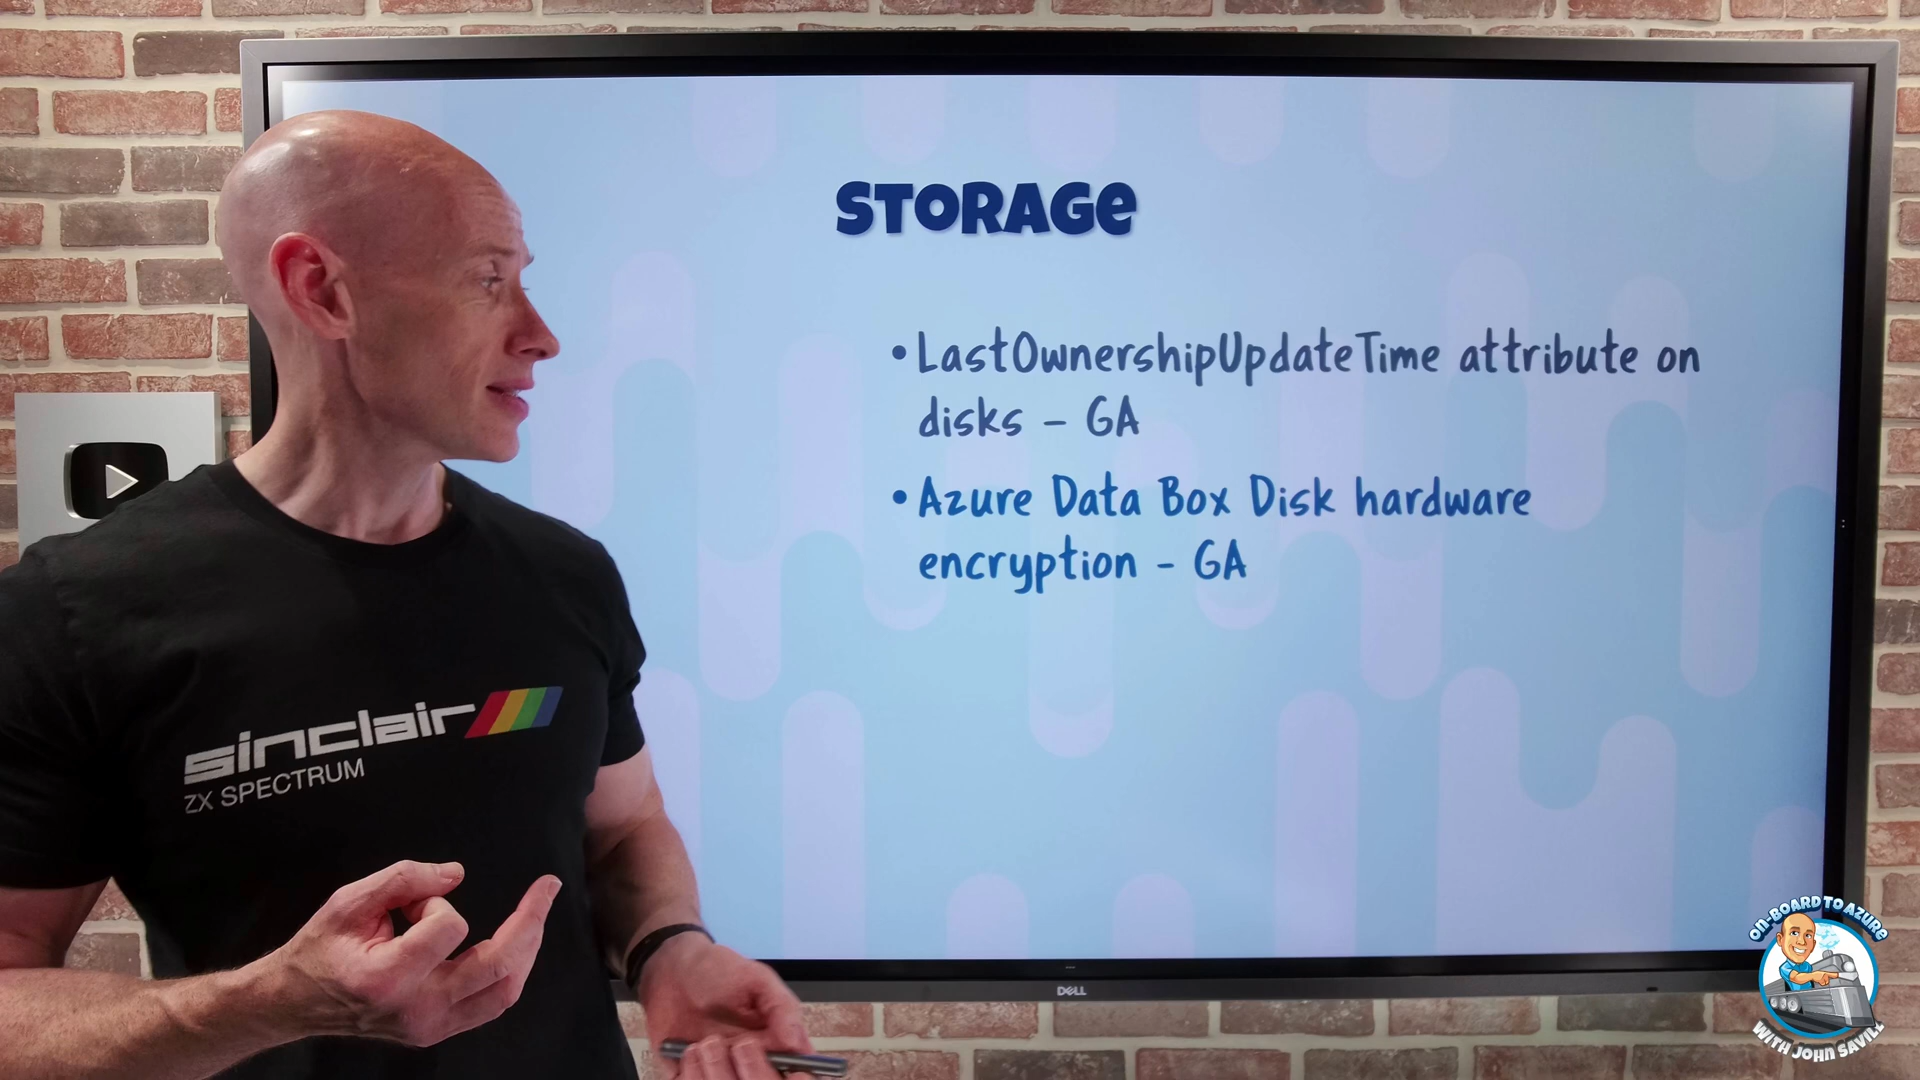 STORAGE
•LastOwnershipUpdateTime attribute on
disks – GA
•Azure Data Box Disk hardware
encryption - GA
sinclair
ZX SPECTRUM
DELL
ON-BOARD TO AZURE
WITH JOHN SAVILL